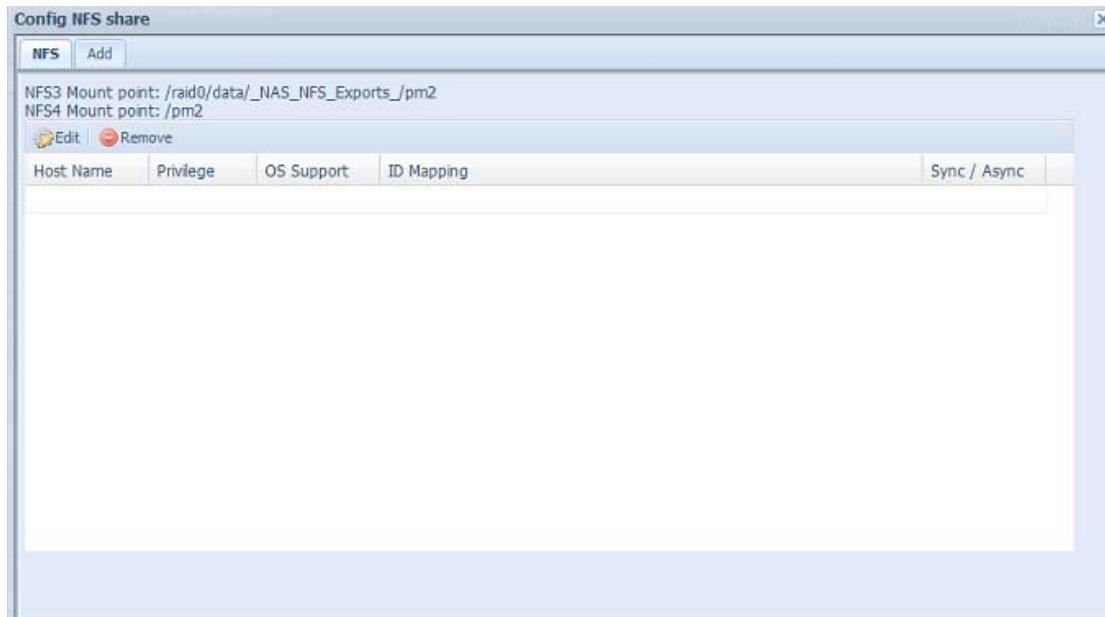 Config NFS share
NFS Add
NFS3 Mount point: /raid0/data/_NAS_NFS_Exports_/pm2
NFS4 Mount point: /pm2
Edit Remove
Host Name Privilege OS Support ID Mapping Sync / Async